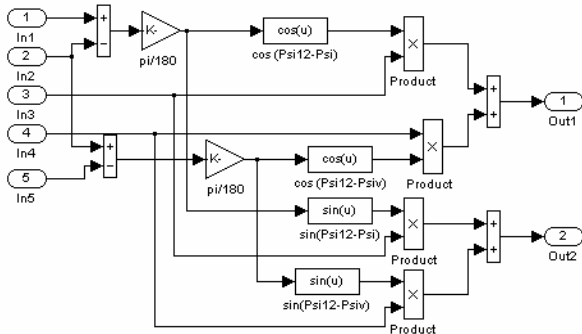 1
In1
2
In2
3
In3
4
In4
5
In5
+
−
K-
pi/180
cos(u)
cos (Psi12-Psi)
×
Product
+
+
1
Out1
+
−
K-
pi/180
cos(u)
cos (Psi12-Psiv)
×
Product
sin(u)
sin(Psi12-Psi)
×
Product
+
+
2
Out2
sin(u)
sin(Psi12-Psiv)
×
Product